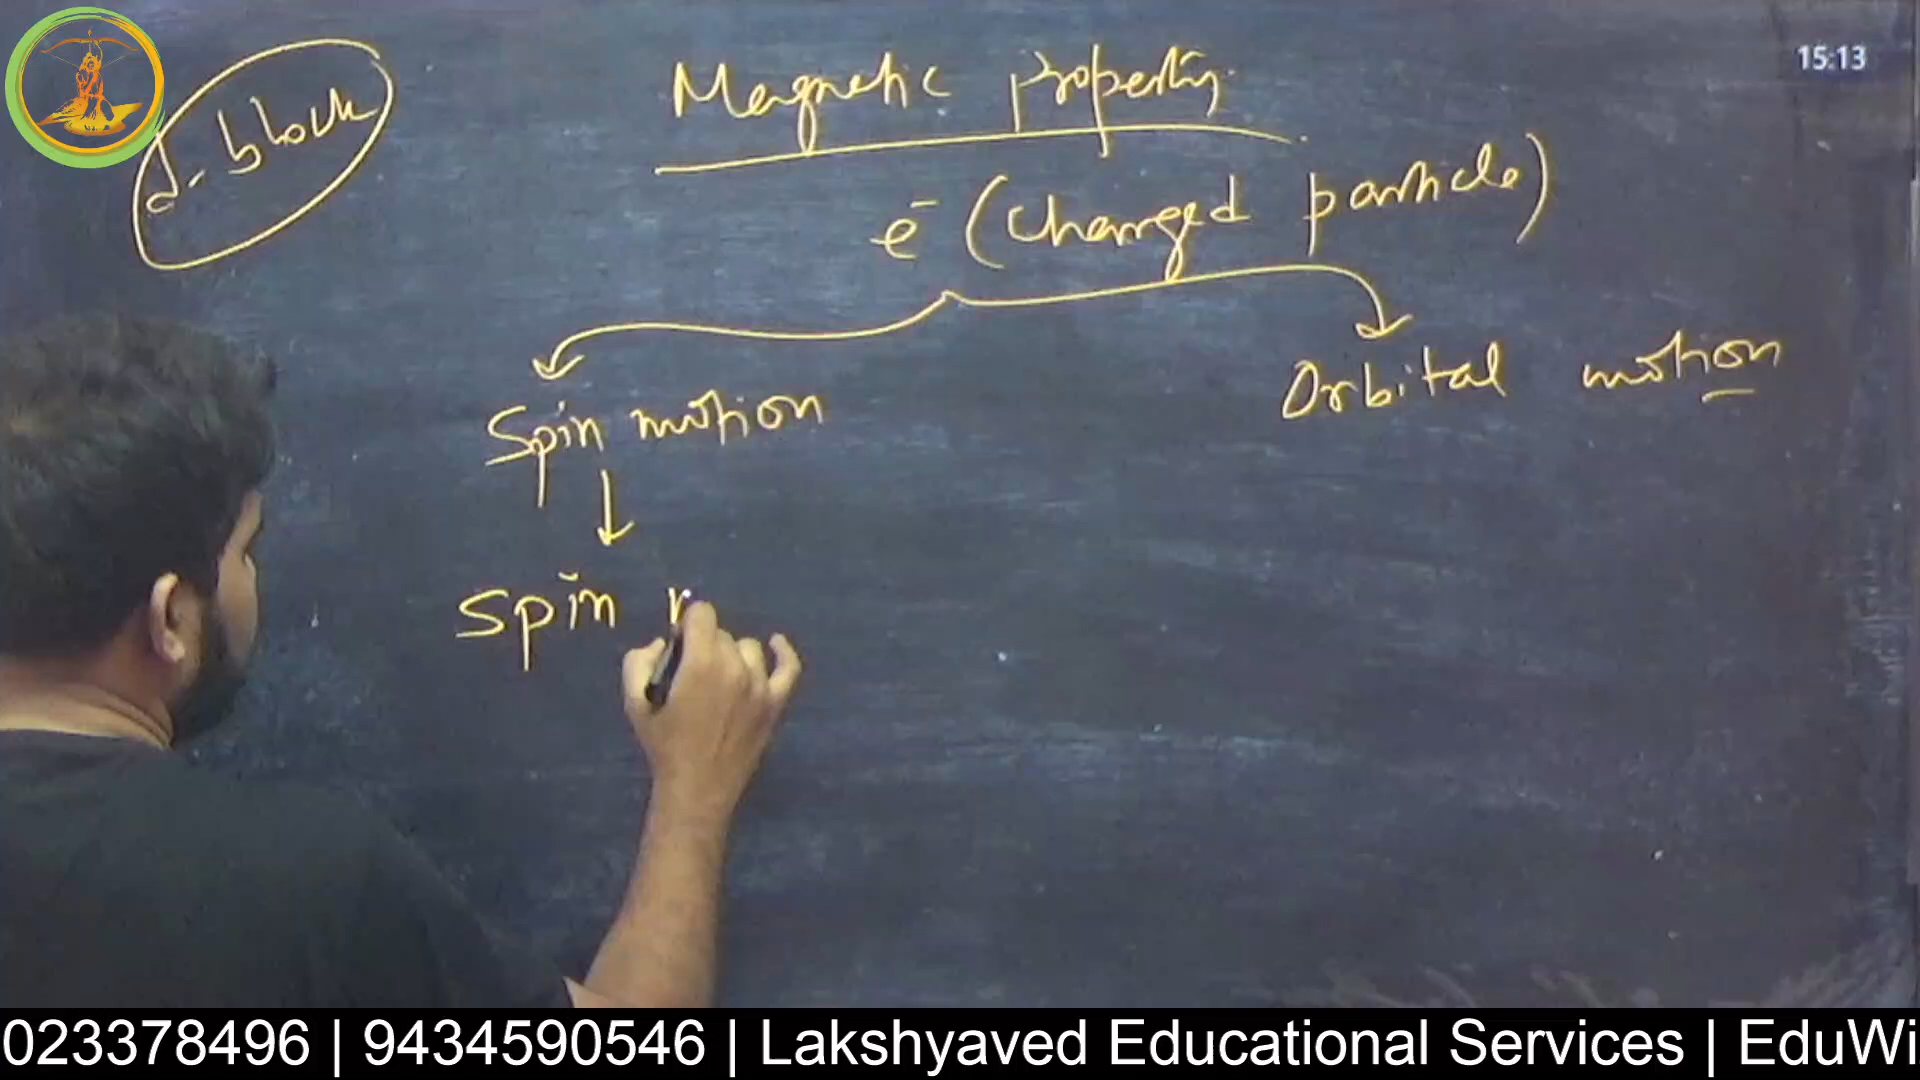 15:13
d-block
Magnetic property.
e⁻ (charged particle)
Spin motion
Orbital motion
Spin
023378496 | 9434590546 | Lakshyaved Educational Services | EduWi